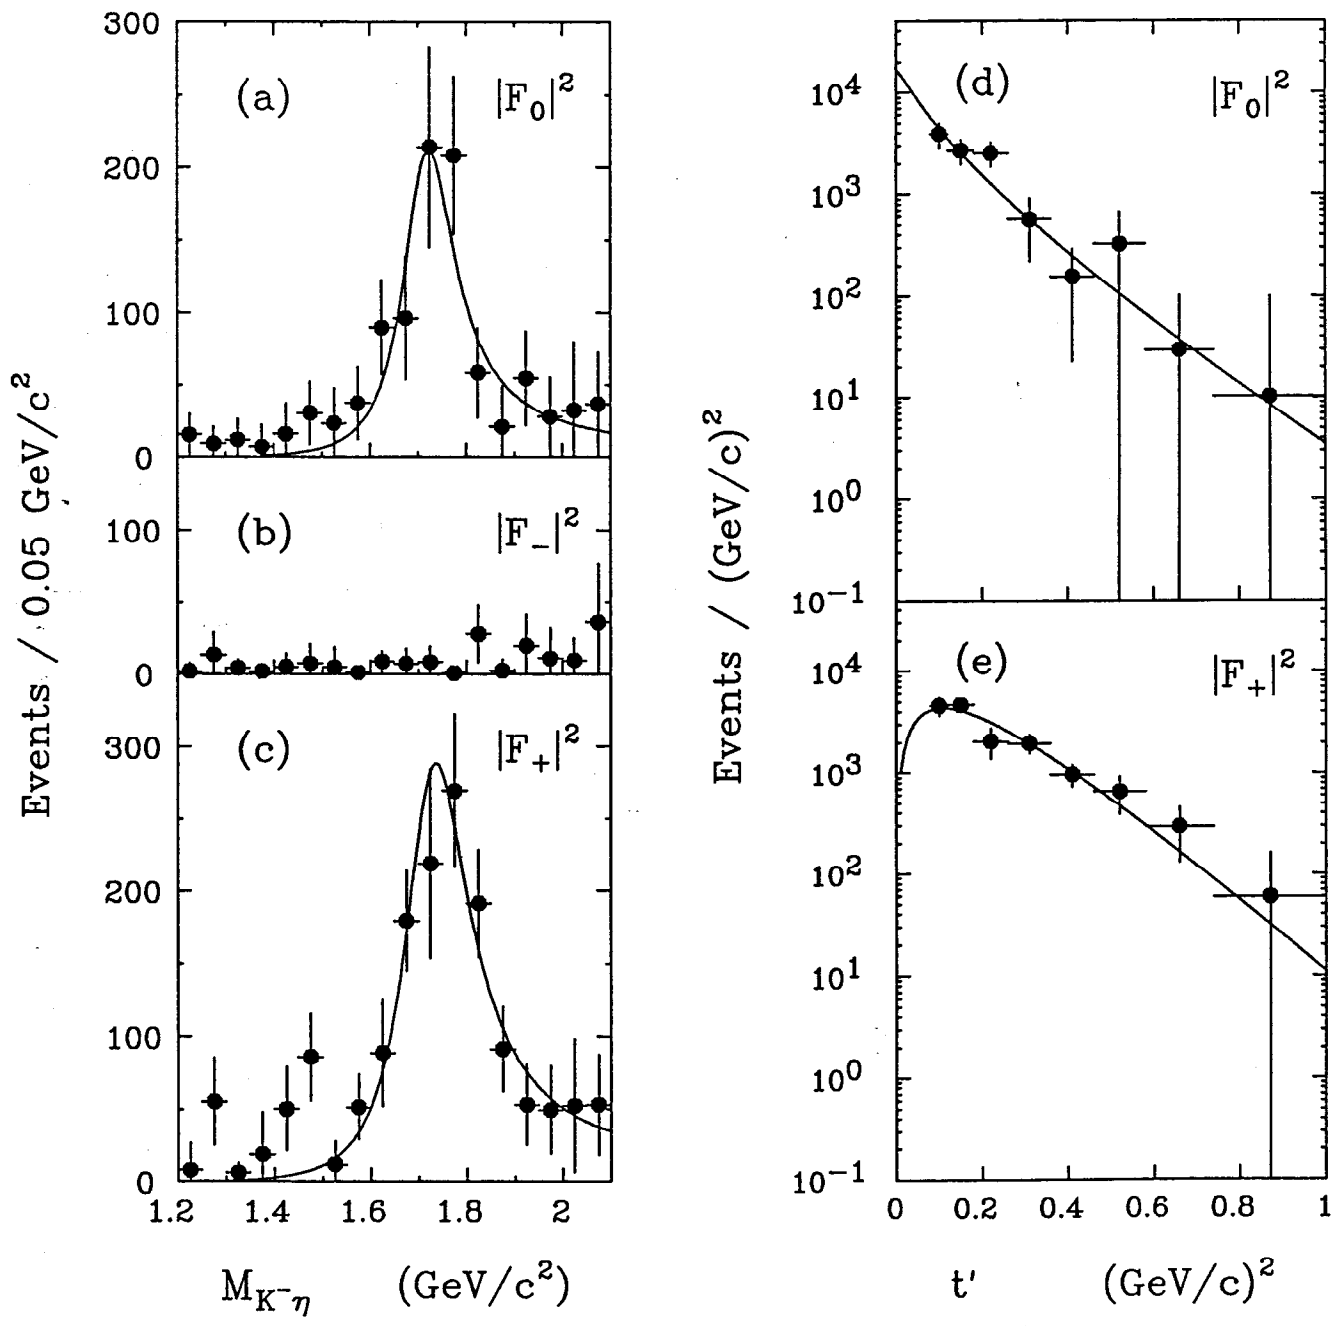 Events / 0.05 GeV/c²
300
200
100
0
(a) |F₀|²
100
0
(b) |F₋|²
300
200
100
0
(c) |F₊|²
1.2 1.4 1.6 1.8 2
M_K⁻η (GeV/c²)
Events / (GeV/c)²
10⁴
10³
10²
10¹
10⁰
10⁻¹
(d) |F₀|²
10⁴
10³
10²
10¹
10⁰
10⁻¹
(e) |F₊|²
0 0.2 0.4 0.6 0.8 1
t' (GeV/c)²